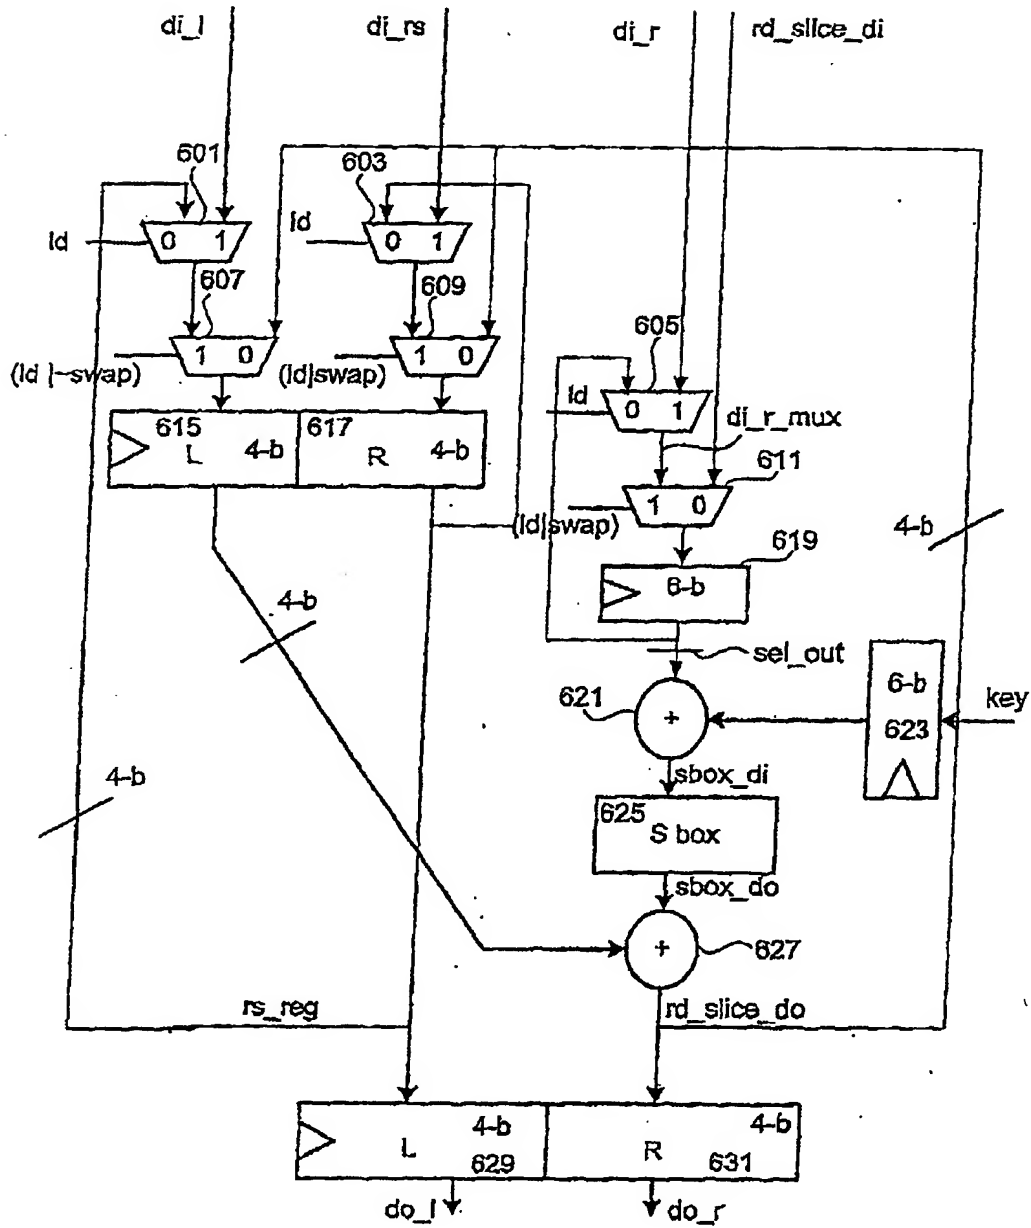 di_l di_rs di_r rd_slice_di
601 603
ld 0 1 ld 0 1
607 609
605
1 0 1 0
(ld |~swap) (ld|swap)
ld 0 1
di_r_mux
615 617
L 4-b R 4-b
611
1 0
(ld|swap) 4-b
619
6-b
4-b
sel_out
6-b
621 + 623 key
4-b
sbox_di
625
S box
sbox_do
+ 627
rs_reg rd_slice_do
4-b 4-b
L R
629 631
do_l do_r